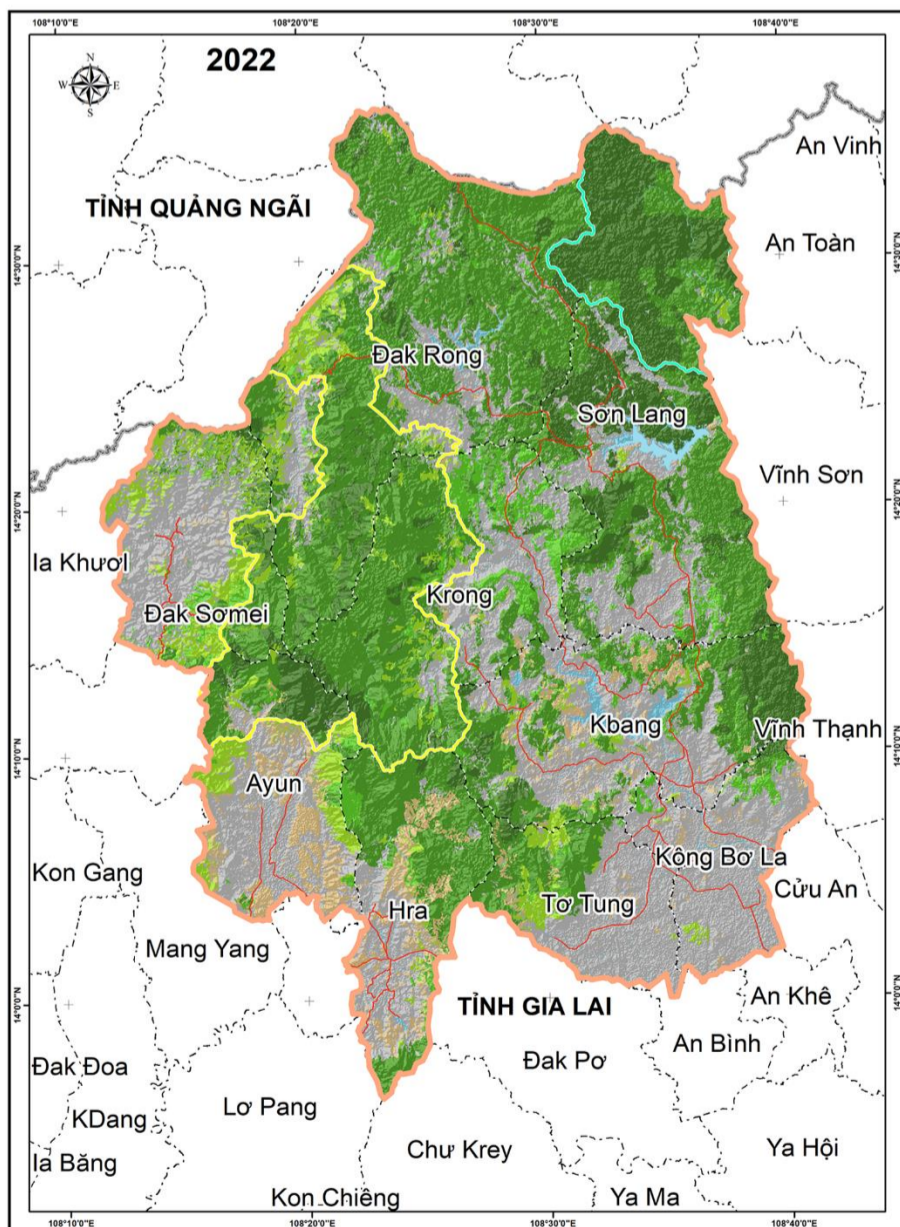 108°10'0"E 108°20'0"E 108°30'0"E 108°40'0"E
2022
N
W E
S
An Vinh
TỈNH QUẢNG NGÃI
An Toàn
14°30'0"N 14°30'0"N
Đak Rong
Sơn Lang
Vĩnh Sơn
14°20'0"N 14°20'0"N
Ia Khươl
Krong
Đak Sơmei
Kbang
Vĩnh Thạnh
14°10'0"N 14°10'0"N
Ayun
Kông Bơ La
Kon Gang
Cửu An
Hra
Tơ Tung
Mang Yang
An Khê
14°0'0"N 14°0'0"N
TỈNH GIA LAI
An Bình
Đak Đoa
Đak Pơ
Lơ Pang
KDang
Chư Krey
Ya Hội
Ia Băng
Kon Chiêng
Ya Ma
108°10'0"E 108°20'0"E 108°30'0"E 108°40'0"E